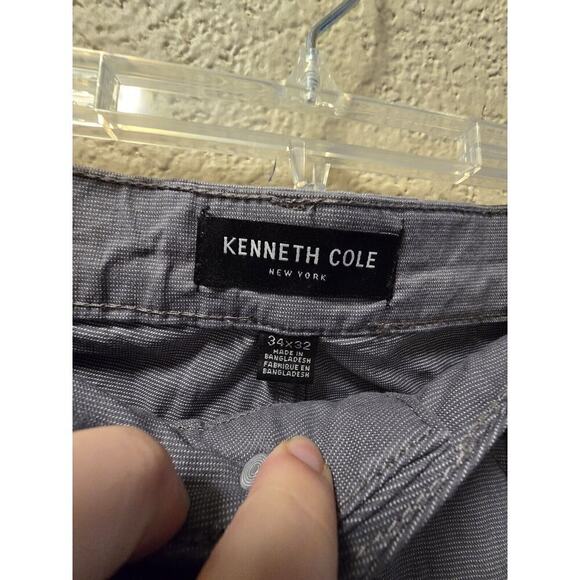 KENNETH COLE
NEW YORK
34x32
MADE IN
BANGLADESH
FABRIQUE EN
BANGLADESH